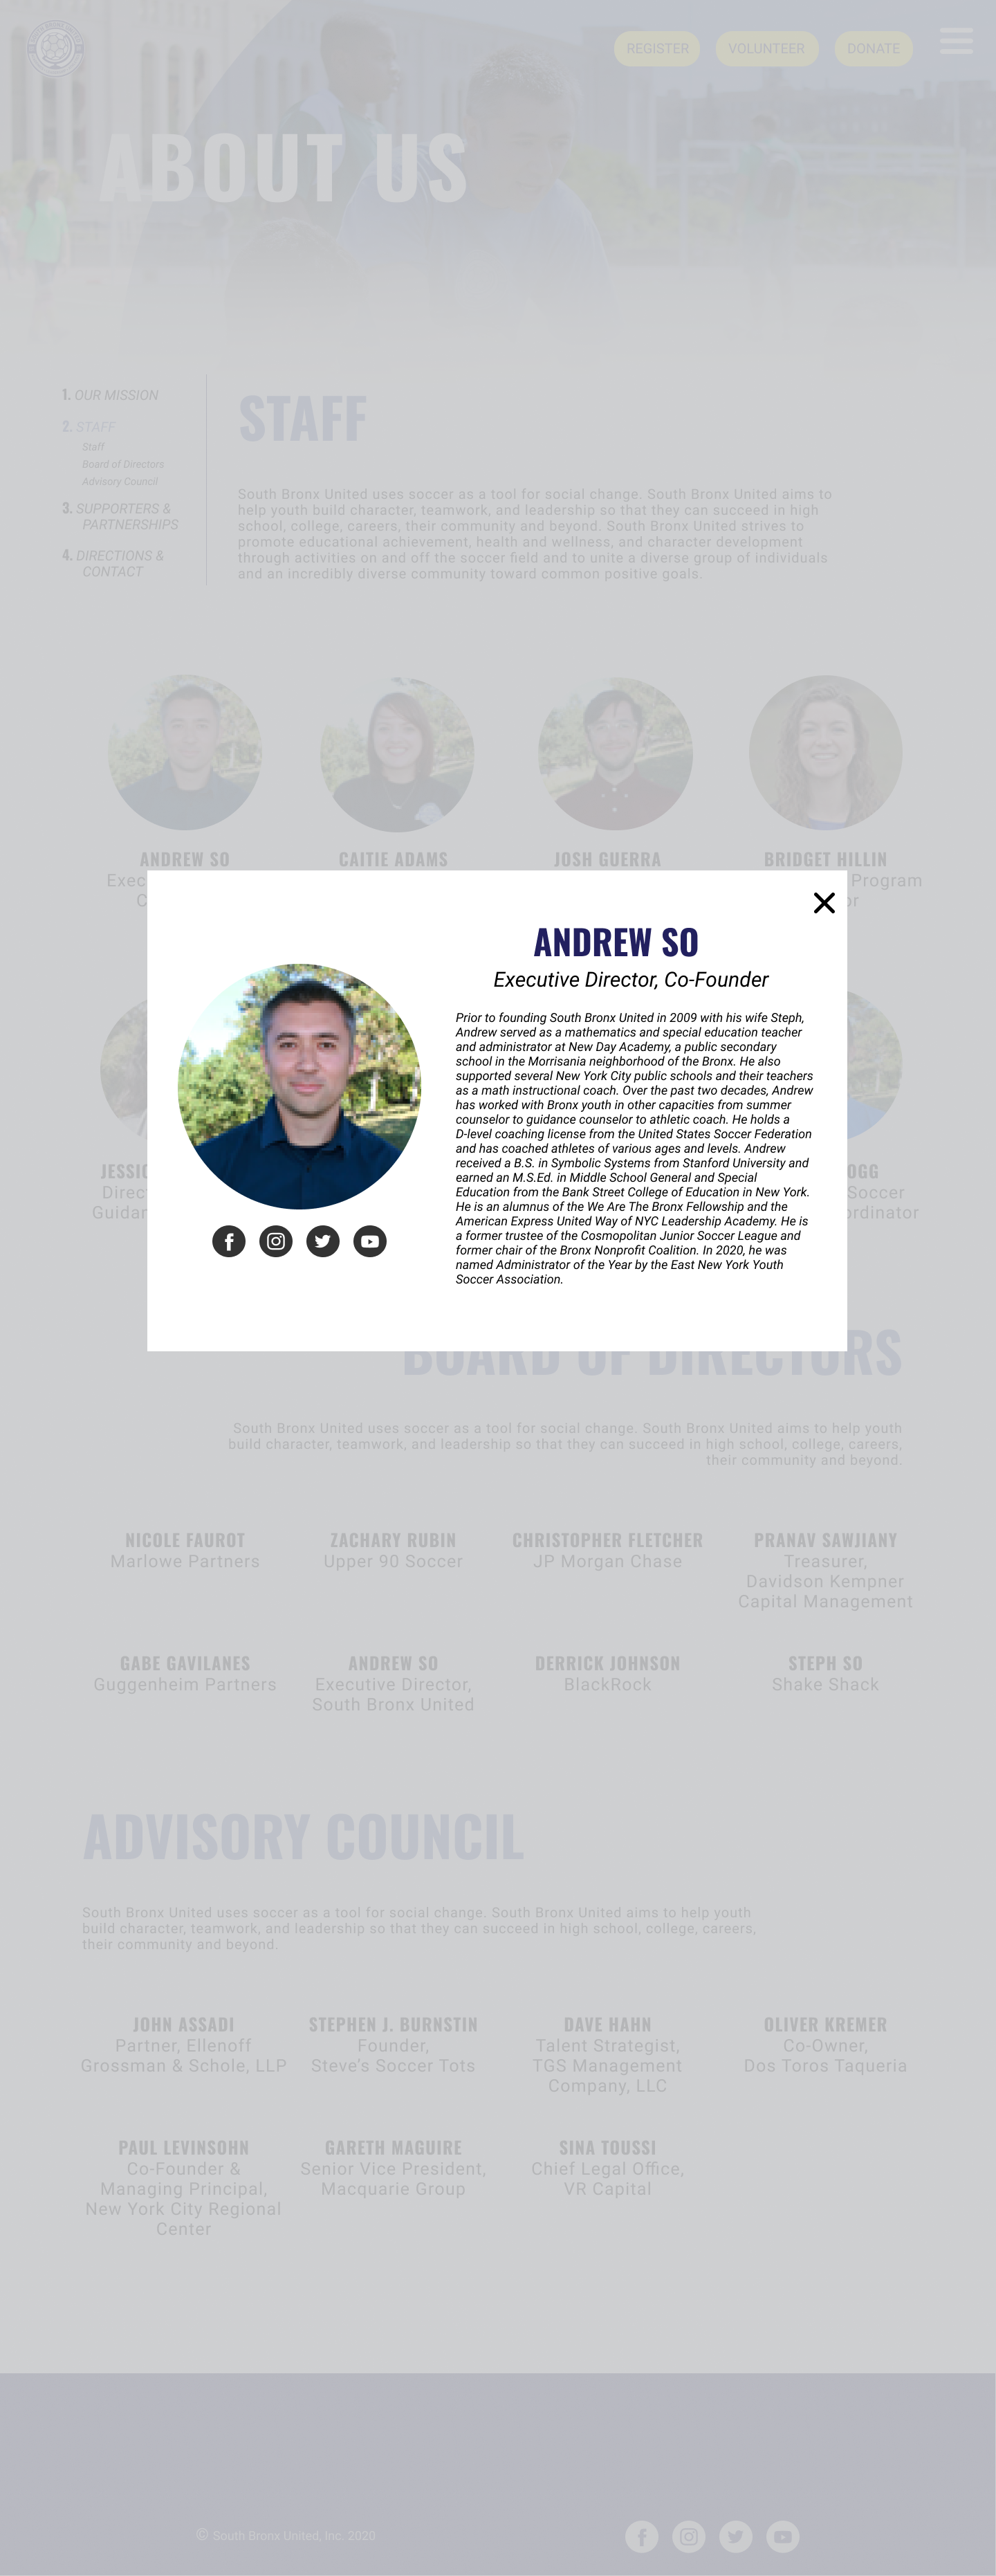 REGISTER
VOLUNTEER
DONATE
ABOUT US
1. OUR MISSION
2. STAFF
Staff
Board of Directors
Advisory Council
3. SUPPORTERS &
PARTNERSHIPS
4. DIRECTIONS &
CONTACT
STAFF
South Bronx United uses soccer as a tool for social change. South Bronx United aims to
help youth build character, teamwork, and leadership so that they can succeed in high
school, college, careers, their community and beyond. South Bronx United strives to
promote educational achievement, health and wellness, and character development
through activities on and off the soccer field and to unite a diverse group of individuals
and an incredibly diverse community toward common positive goals.
ANDREW SO
CAITIE ADAMS
JOSH GUERRA
BRIDGET HILLIN
Program
ANDREW SO
Executive Director, Co-Founder
Prior to founding South Bronx United in 2009 with his wife Steph,
Andrew served as a mathematics and special education teacher
and administrator at New Day Academy, a public secondary
school in the Morrisania neighborhood of the Bronx. He also
supported several New York City public schools and their teachers
as a math instructional coach. Over the past two decades, Andrew
has worked with Bronx youth in other capacities from summer
counselor to guidance counselor to athletic coach. He holds a
D-level coaching license from the United States Soccer Federation
and has coached athletes of various ages and levels. Andrew
received a B.S. in Symbolic Systems from Stanford University and
earned an M.S.Ed. in Middle School General and Special
Education from the Bank Street College of Education in New York.
He is an alumnus of the We Are The Bronx Fellowship and the
American Express United Way of NYC Leadership Academy. He is
a former trustee of the Cosmopolitan Junior Soccer League and
former chair of the Bronx Nonprofit Coalition. In 2020, he was
named Administrator of the Year by the East New York Youth
Soccer Association.
Soccer
BOARD OF DIRECTORS
South Bronx United uses soccer as a tool for social change. South Bronx United aims to help youth
build character, teamwork, and leadership so that they can succeed in high school, college, careers,
their community and beyond.
NICOLE FAUROT
Marlowe Partners
ZACHARY RUBIN
Upper 90 Soccer
CHRISTOPHER FLETCHER
JP Morgan Chase
PRANAV SAWJIANY
Treasurer,
Davidson Kempner
Capital Management
GABE GAVILANES
Guggenheim Partners
ANDREW SO
Executive Director,
South Bronx United
DERRICK JOHNSON
BlackRock
STEPH SO
Shake Shack
ADVISORY COUNCIL
South Bronx United uses soccer as a tool for social change. South Bronx United aims to help youth
build character, teamwork, and leadership so that they can succeed in high school, college, careers,
their community and beyond.
JOHN ASSADI
Partner, Ellenoff
Grossman & Schole, LLP
STEPHEN J. BURNSTIN
Founder,
Steve's Soccer Tots
DAVE HAHN
Talent Strategist,
TGS Management
Company, LLC
OLIVER KREMER
Co-Owner,
Dos Toros Taqueria
PAUL LEVINSOHN
Co-Founder &
Managing Principal,
New York City Regional
Center
GARETH MAGUIRE
Senior Vice President,
Macquarie Group
SINA TOUSSI
Chief Legal Office,
VR Capital
© South Bronx United, Inc. 2020